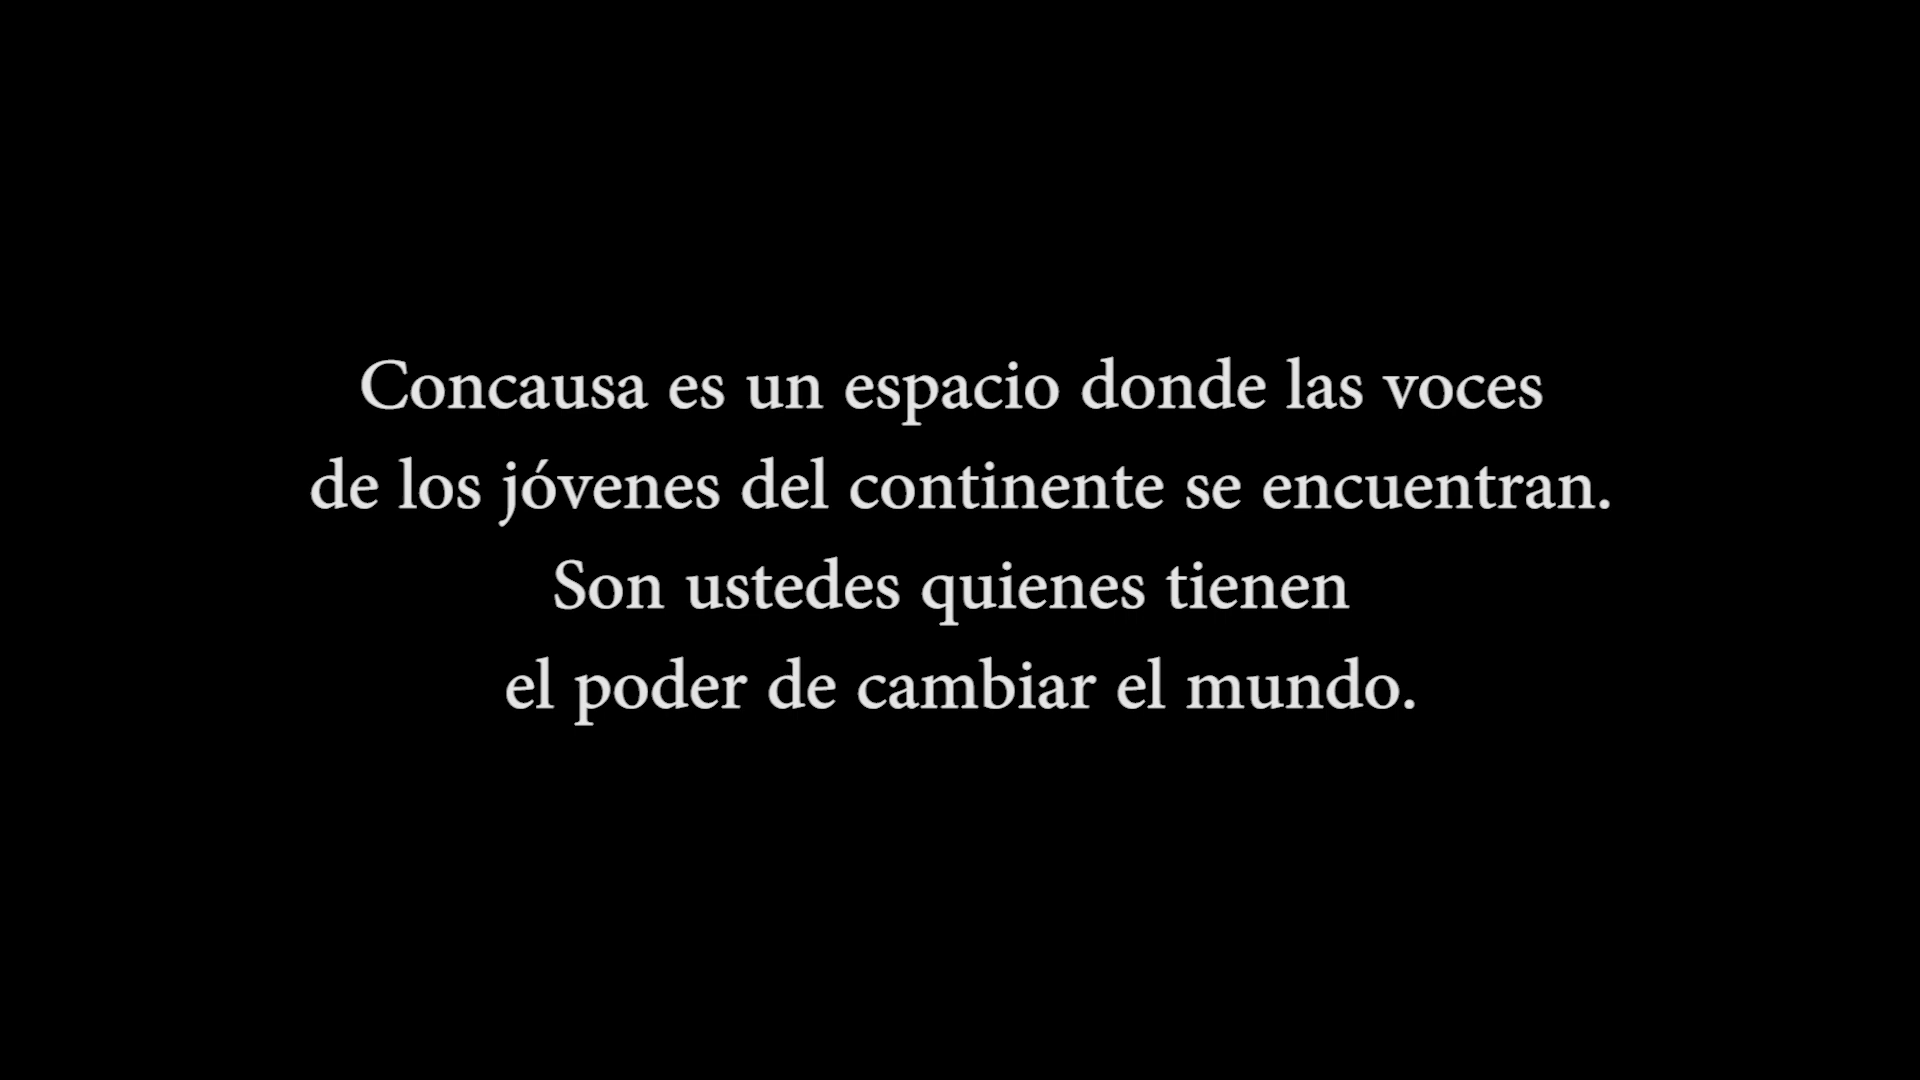 Concausa es un espacio donde las voces
de los jóvenes del continente se encuentran.
Son ustedes quienes tienen
el poder de cambiar el mundo.